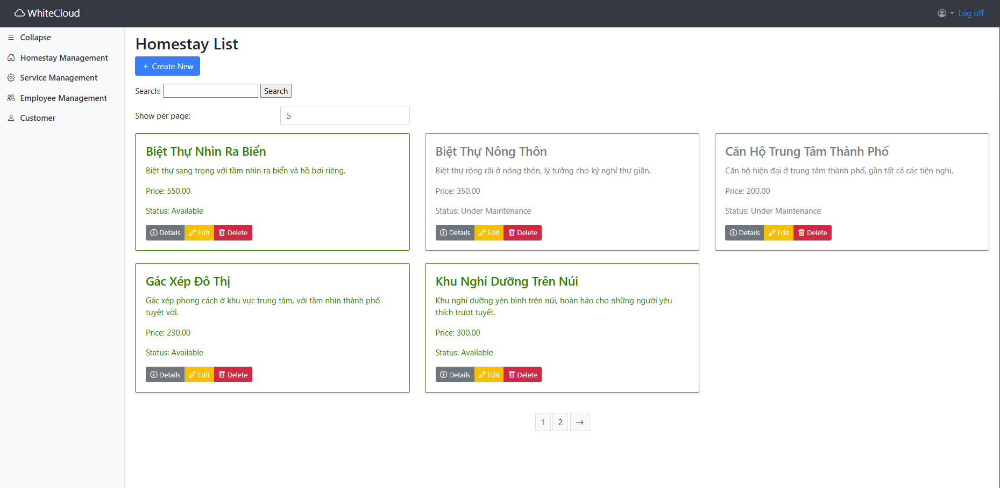 WhiteCloud
Log off
Collapse
Homestay Management
Service Management
Employee Management
Customer
Homestay List
+ Create New
Search:
Search
Show per page:
5
Biệt Thự Nhìn Ra Biển
Biệt thự sang trọng với tầm nhìn ra biển và hồ bơi riêng.
Price: 550.00
Status: Available
Details
Edit
Delete
Biệt Thự Nông Thôn
Biệt thự rộng rãi ở nông thôn, lý tưởng cho kỳ nghỉ thư giãn.
Price: 350.00
Status: Under Maintenance
Details
Edit
Delete
Căn Hộ Trung Tâm Thành Phố
Căn hộ hiện đại ở trung tâm thành phố, gần tất cả các tiện nghi.
Price: 200.00
Status: Under Maintenance
Details
Edit
Delete
Gác Xép Đô Thị
Gác xép phong cách ở khu vực trung tâm, với tầm nhìn thành phố
tuyệt vời.
Price: 230.00
Status: Available
Details
Edit
Delete
Khu Nghỉ Dưỡng Trên Núi
Khu nghỉ dưỡng yên bình trên núi, hoàn hảo cho những người yêu
thích trượt tuyết.
Price: 300.00
Status: Available
Details
Edit
Delete
1
2
→